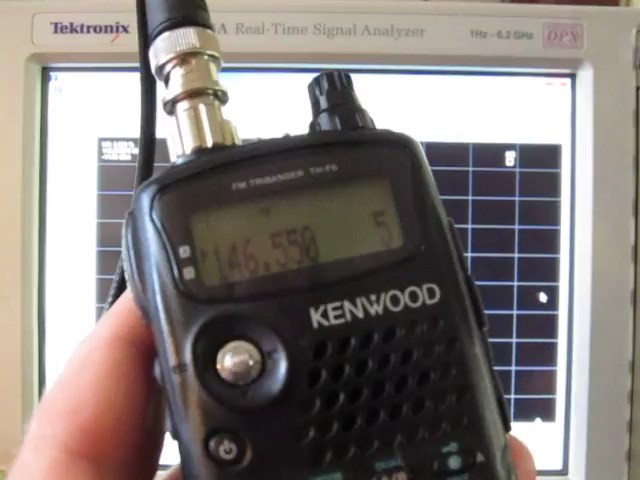 Tektronix
A Real-Time Signal Analyzer
1Hz - 6.2 GHz
DPX
FM TRIBANDER TH-F6
146.550 5
KENWOOD
A